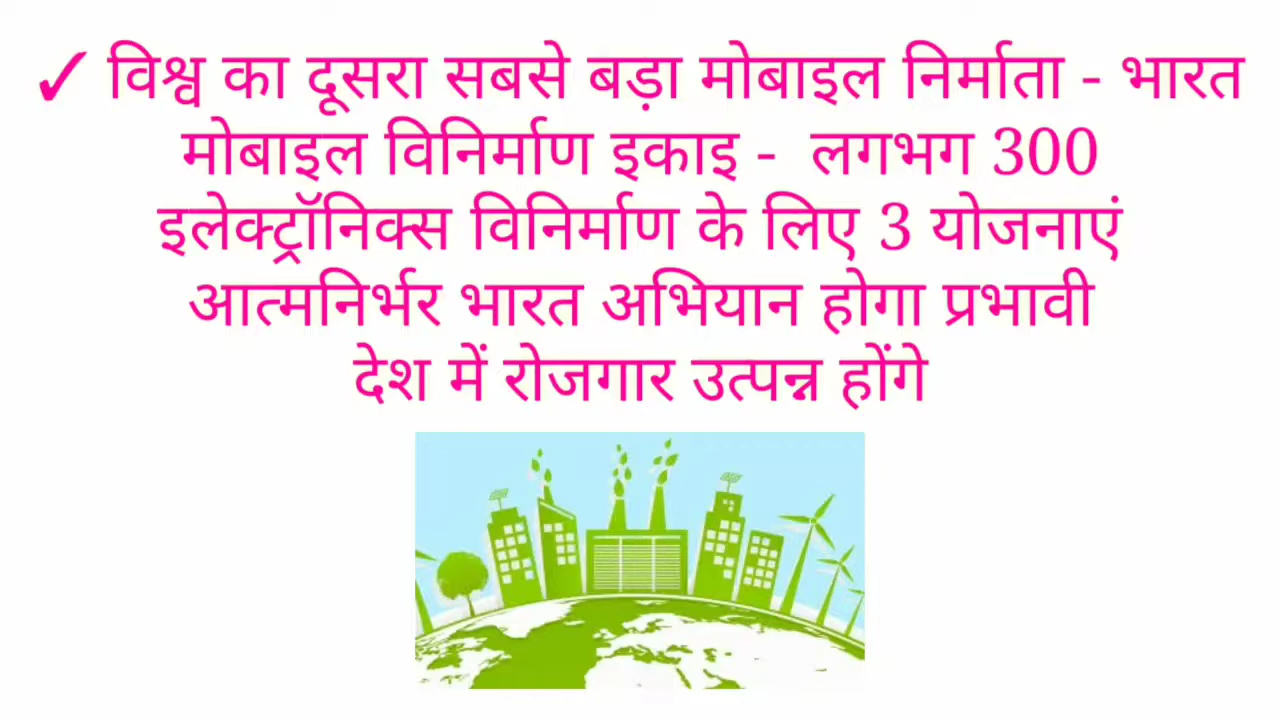 ✓ विश्व का दूसरा सबसे बड़ा मोबाइल निर्माता - भारत
मोबाइल विनिर्माण इकाइ - लगभग 300
इलेक्ट्रॉनिक्स विनिर्माण के लिए 3 योजनाएं
आत्मनिर्भर भारत अभियान होगा प्रभावी
देश में रोजगार उत्पन्न होंगे